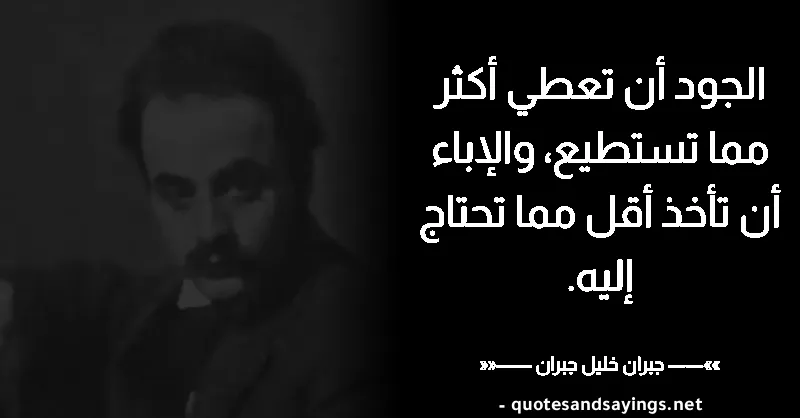 الجود أن تعطي أكثر
مما تستطيع، والإباء
أن تأخذ أقل مما تحتاج
إليه.
»»—— جبران خليل جبران ——««
- quotesandsayings.net